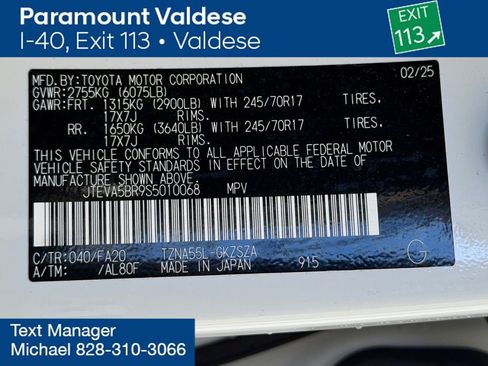 Paramount Valdese
I-40, Exit 113 • Valdese
EXIT
113
MFD.BY:TOYOTA MOTOR CORPORATION 02/25
GVWR:2755KG (6075LB)
GAWR:FRT. 1315KG (2900LB) WITH 245/70R17 TIRES.
17X7J RIMS.
RR. 1650KG (3640LB) WITH 245/70R17 TIRES.
17X7J RIMS.
THIS VEHICLE CONFORMS TO ALL APPLICABLE FEDERAL MOTOR
VEHICLE SAFETY STANDARDS IN EFFECT ON THE DATE OF
MANUFACTURE SHOWN ABOVE.
JTEVA5BR9S5010068 MPV
C/TR:040/FA20 TZNA55L-GKZSZA
A/TM: /AL80F MADE IN JAPAN 915
G
Text Manager
Michael 828-310-3066